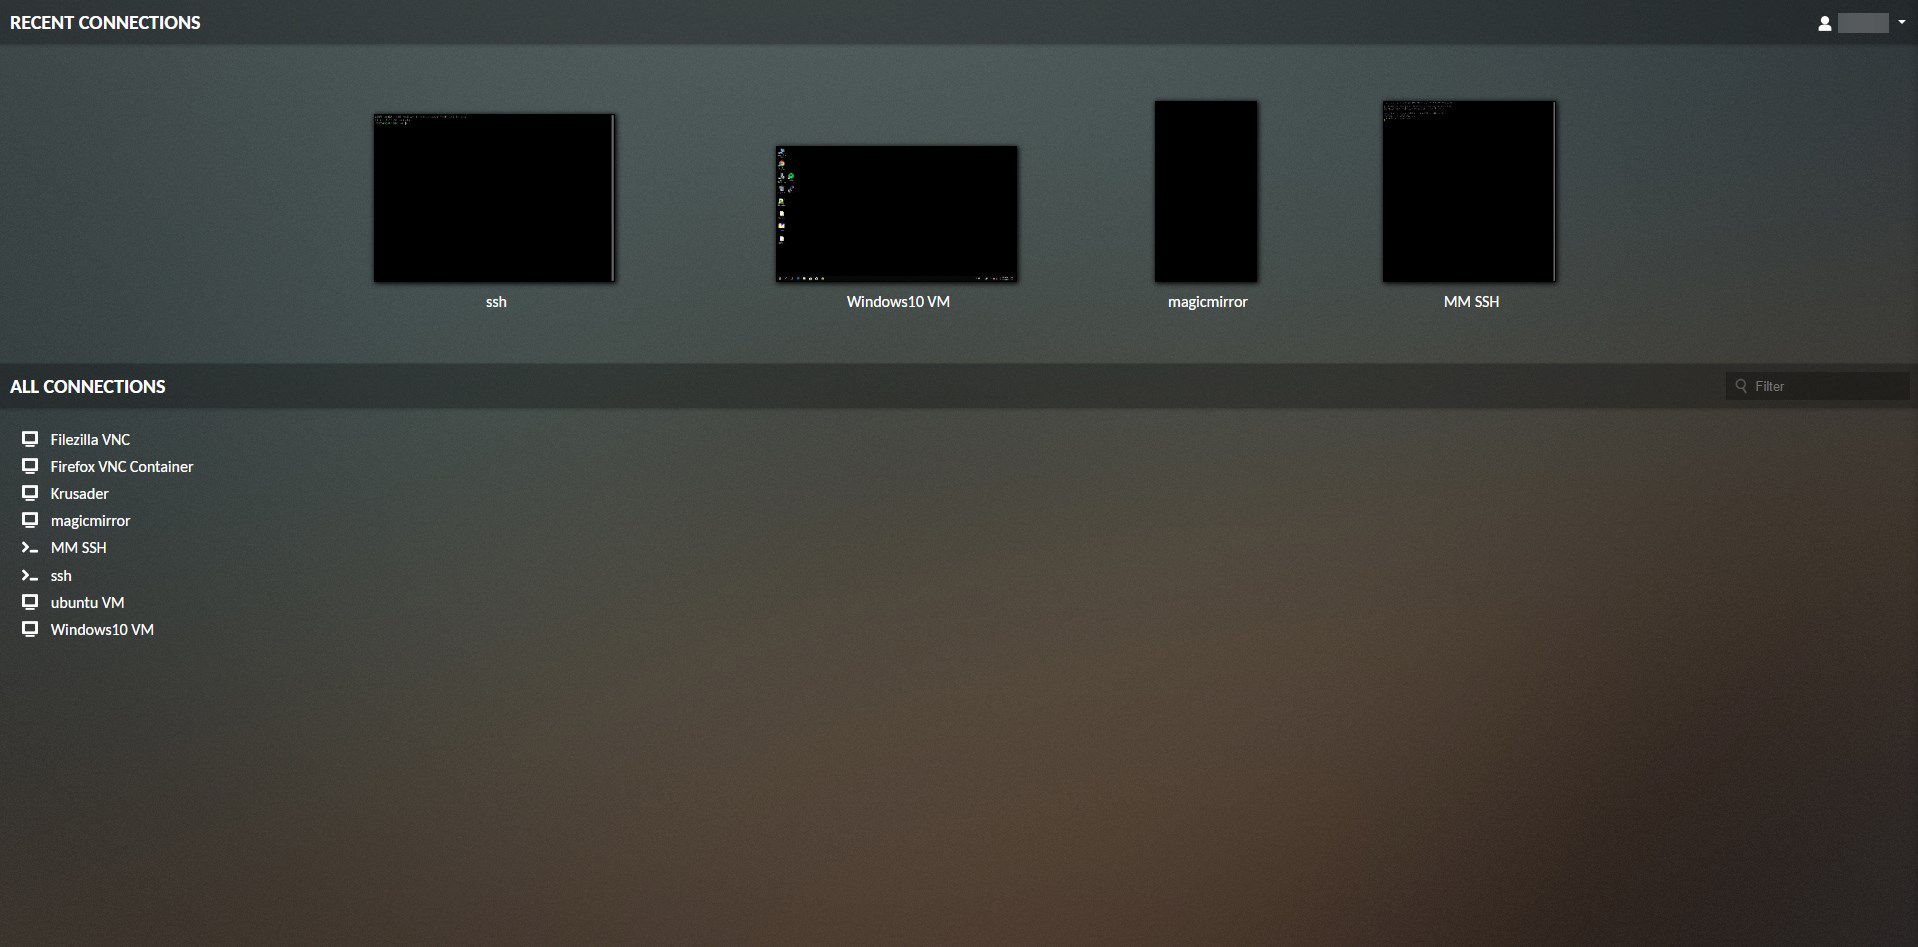 RECENT CONNECTIONS
ssh
Windows10 VM
magicmirror
MM SSH
ALL CONNECTIONS
Filter
Filezilla VNC
Firefox VNC Container
Krusader
magicmirror
MM SSH
ssh
ubuntu VM
Windows10 VM